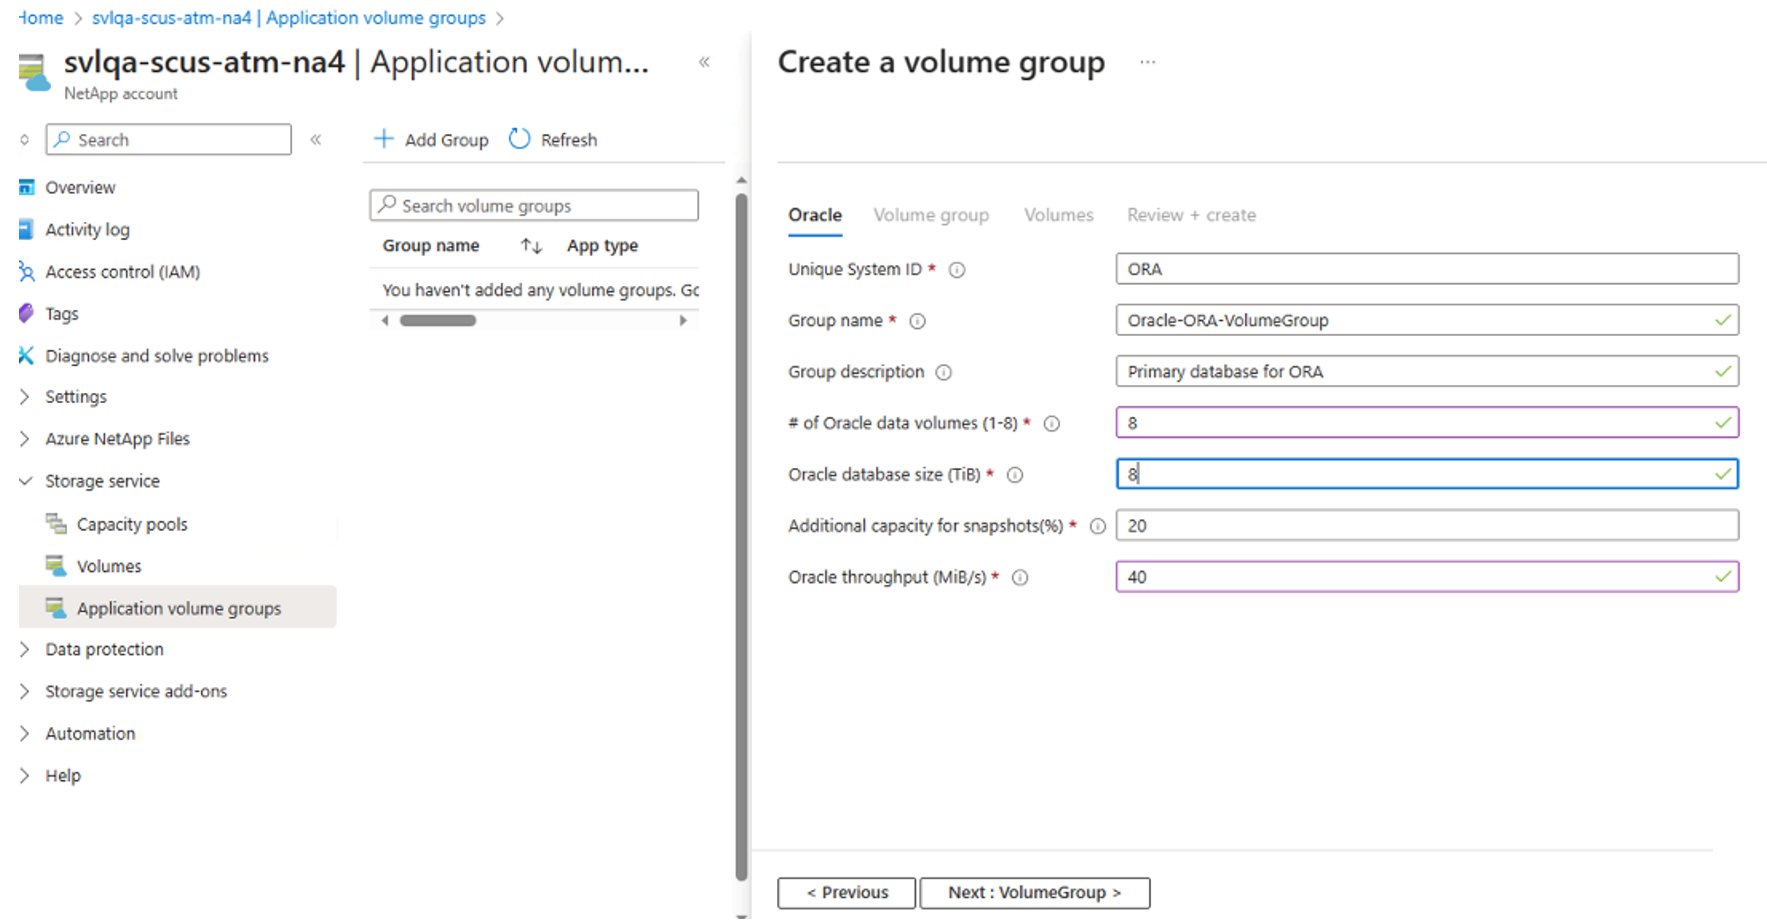 Home > svlqa-scus-atm-na4 | Application volume groups >
svlqa-scus-atm-na4 | Application volum...
NetApp account
Search
Overview
Activity log
Access control (IAM)
Tags
Diagnose and solve problems
Settings
Azure NetApp Files
Storage service
Capacity pools
Volumes
Application volume groups
Data protection
Storage service add-ons
Automation
Help
Add Group Refresh
Search volume groups
Group name App type
You haven't added any volume groups. Go
Create a volume group ...
Oracle Volume group Volumes Review + create
Unique System ID * ORA
Group name * Oracle-ORA-VolumeGroup
Group description Primary database for ORA
# of Oracle data volumes (1-8) * 8
Oracle database size (TiB) * 8
Additional capacity for snapshots(%) * 20
Oracle throughput (MiB/s) * 40
< Previous Next : VolumeGroup >